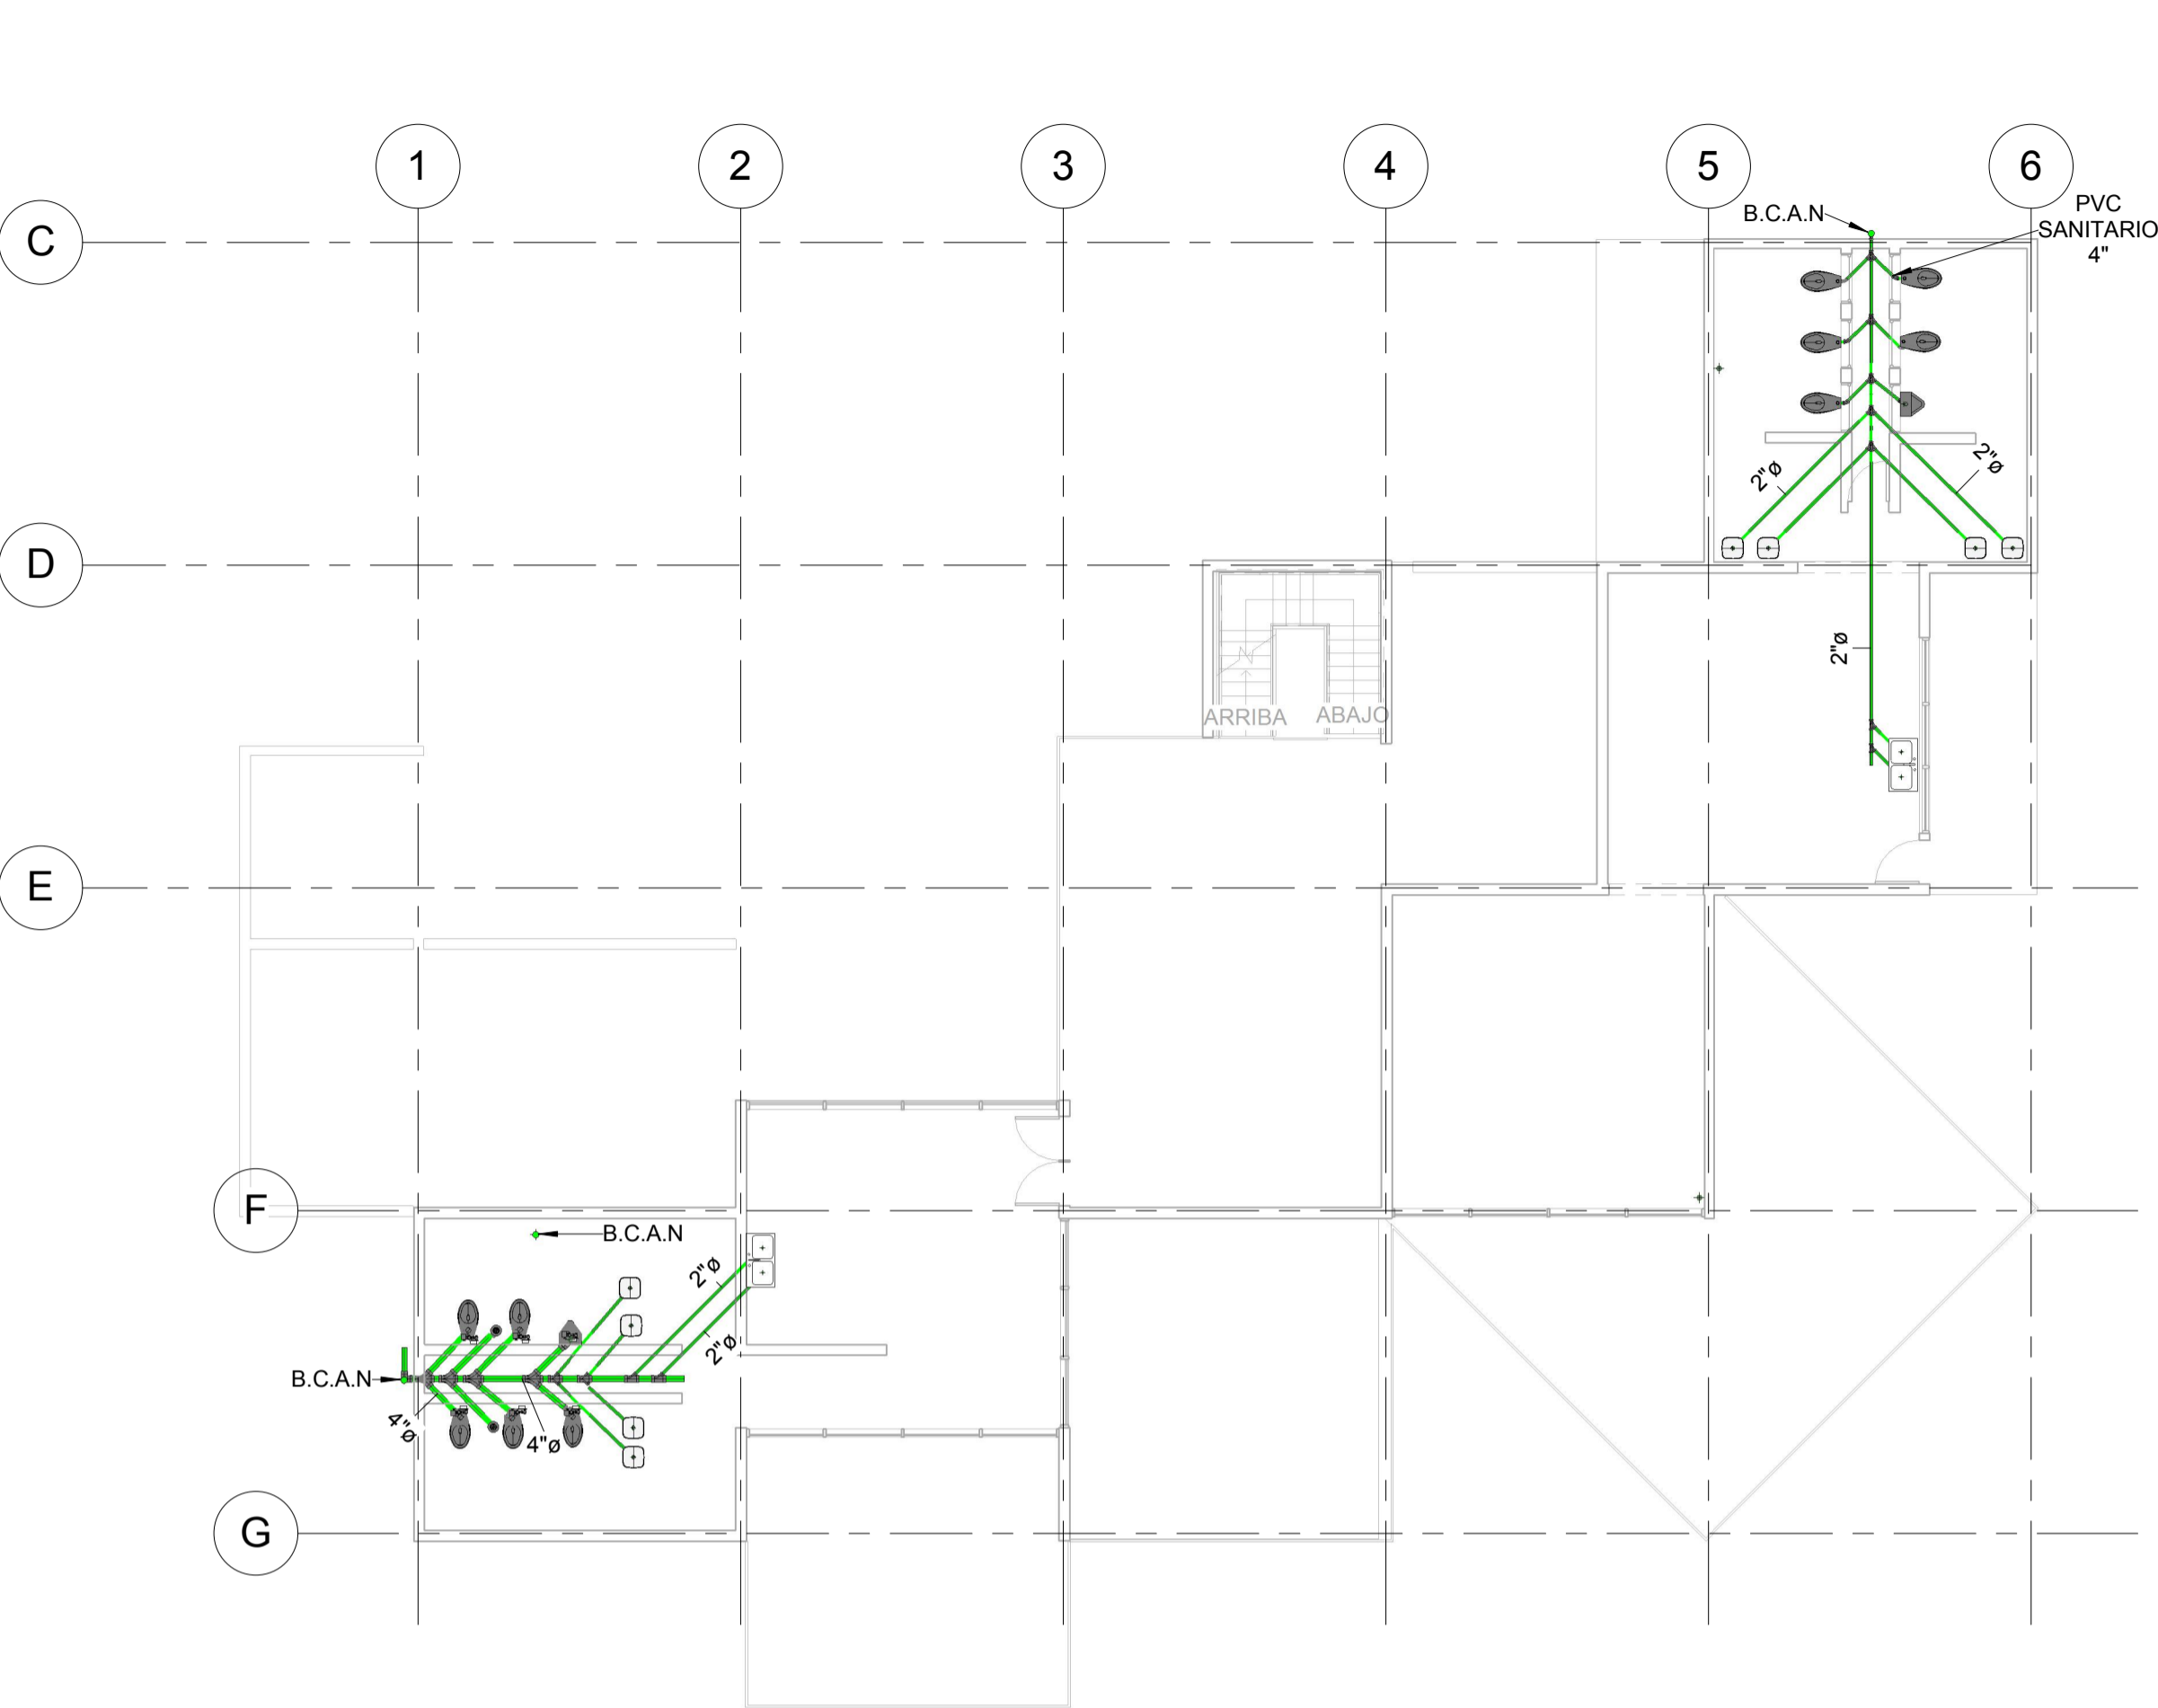 1
2
3
4
5
6
B.C.A.N
PVC
SANITARIO
4"
C
2"Ø
2"Ø
D
2"Ø
ARRIBA
ABAJO
E
F
B.C.A.N
2"Ø
2"Ø
B.C.A.N
4"Ø
4"Ø
G